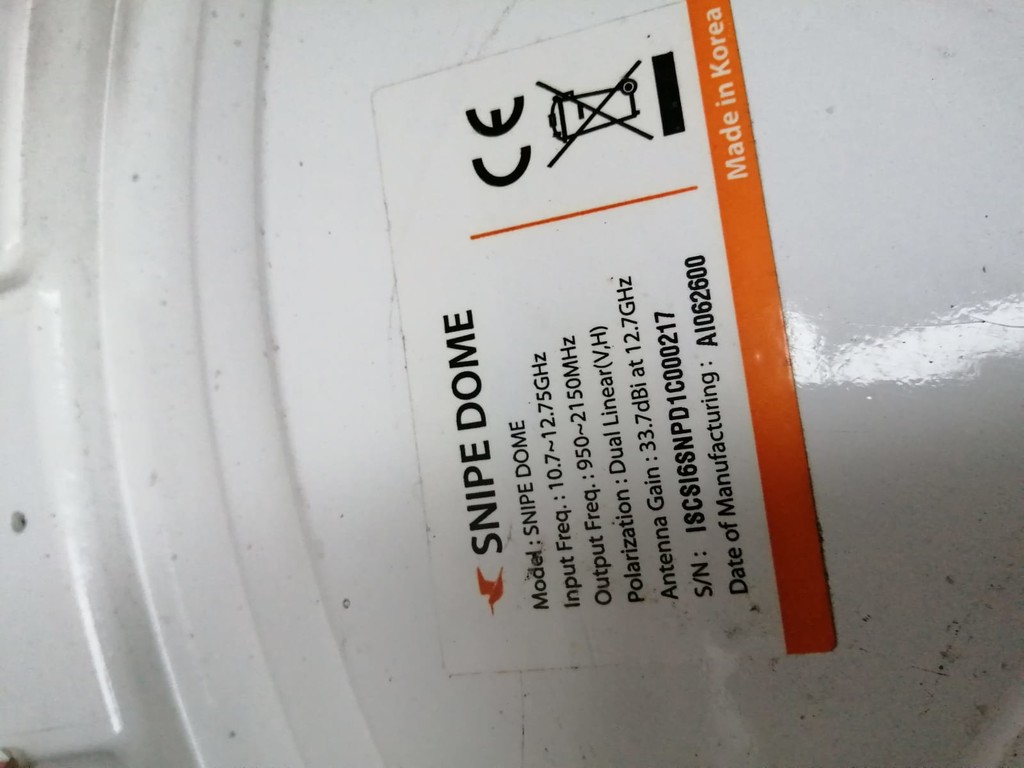 SNIPE DOME
Model : SNIPE DOME
Input Freq. : 10.7~12.75GHz
Output Freq. : 950~2150MHz
Polarization : Dual Linear(V,H)
Antenna Gain : 33.7dBi at 12.7GHz
S/N : ISCSI6SNPD1C000217
Date of Manufacturing : AI062600
CE
Made in Korea